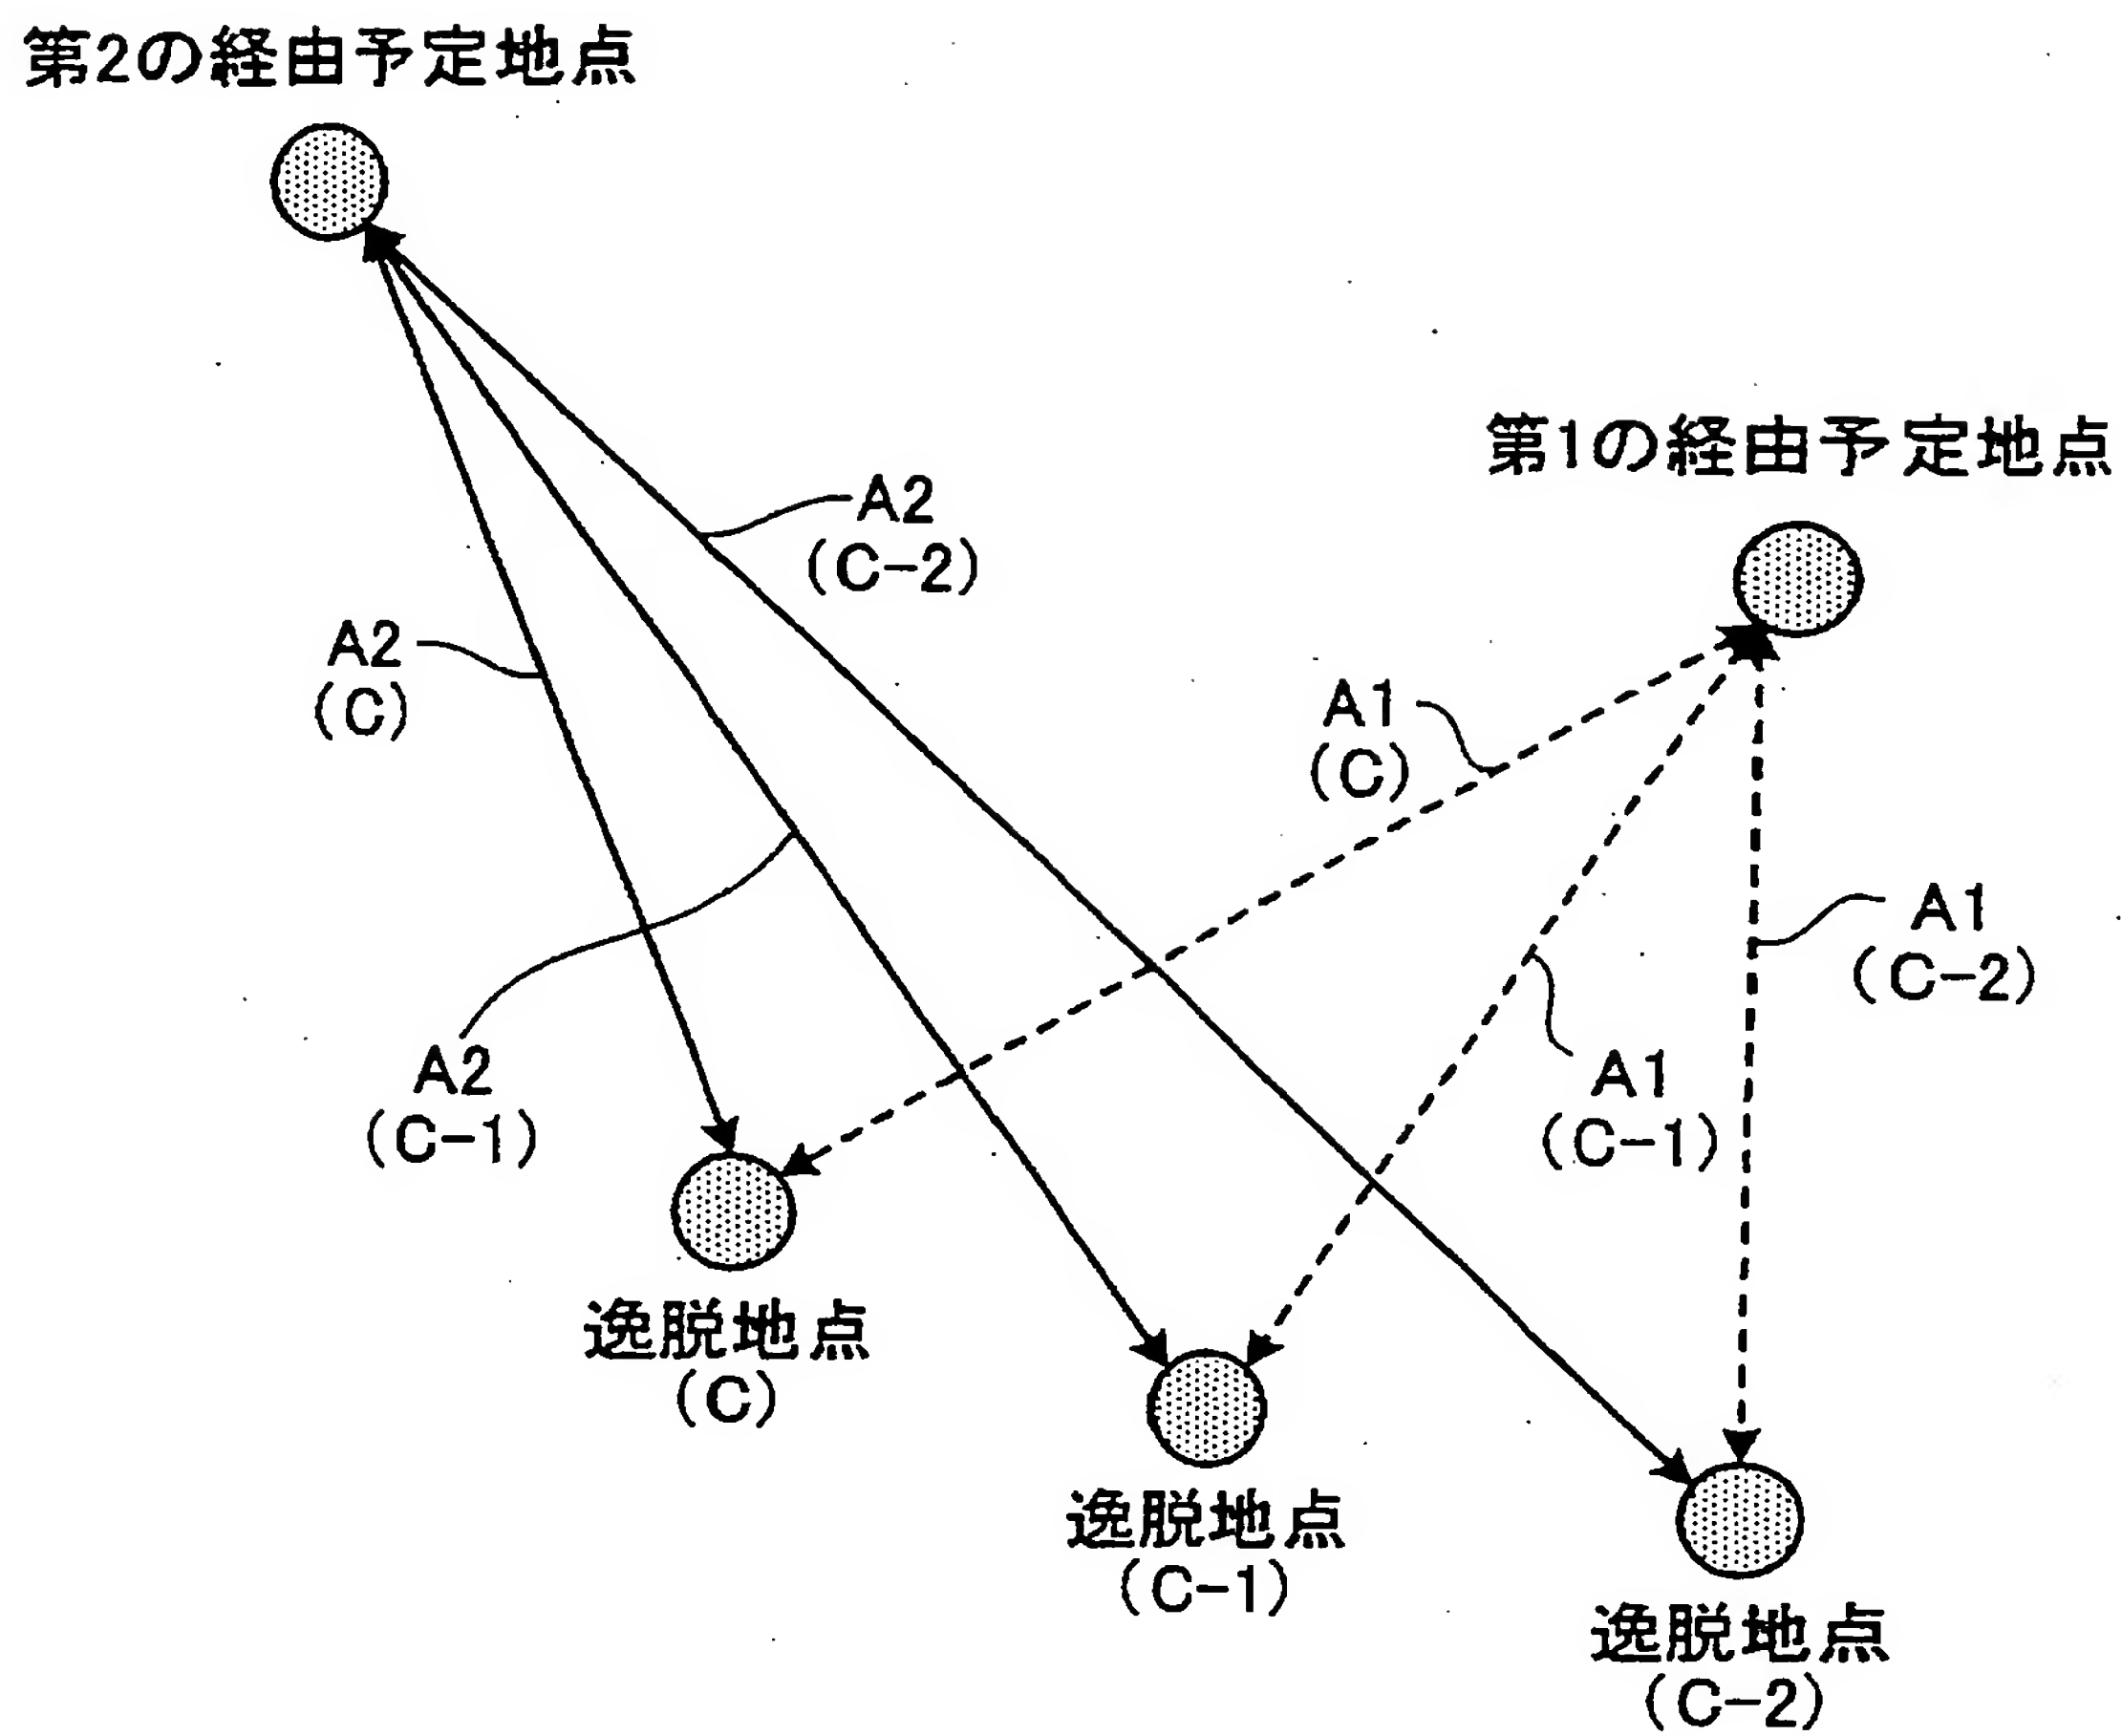 第2の経由予定地点
第1の経由予定地点
A2
(C-2)
A2
(C)
A1
(C)
A1
(C-2)
A2
(C-1)
A1
(C-1)
逸脱地点
(C)
逸脱地点
(C-1)
逸脱地点
(C-2)